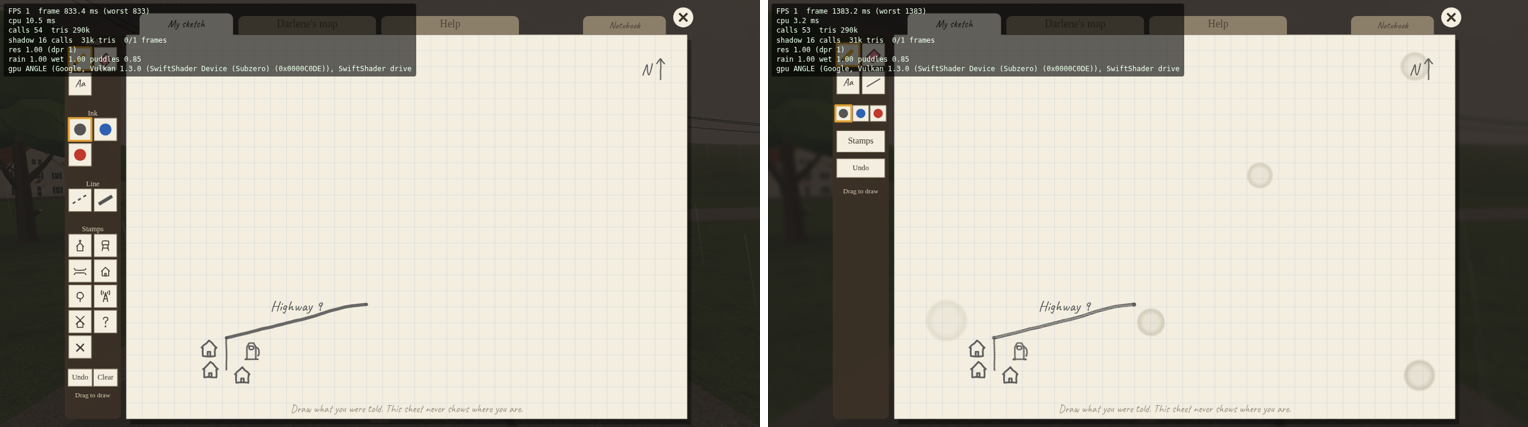 FPS 1  frame 833.4 ms (worst 833)
cpu 10.5 ms
calls 54  tris 290k
shadow 16 calls  31k tris  0/1 frames
res 1.00 (dpr 1)
rain 1.00 wet 1.00 puddles 0.85
gpu ANGLE (Google, Vulkan 1.3.0 (SwiftShader Device (Subzero) (0x0000C0DE)), SwiftShader drive
My sketch
Darlene's map
Help
Notebook
N
Aa
Ink
Line
Stamps
?
Undo
Clear
Drag to draw
Highway 9
Draw what you were told. This sheet never shows where you are.
FPS 1  frame 1383.2 ms (worst 1383)
cpu 3.2 ms
calls 53  tris 290k
shadow 16 calls  31k tris  0/1 frames
res 1.00 (dpr 1)
rain 1.00 wet 1.00 puddles 0.85
gpu ANGLE (Google, Vulkan 1.3.0 (SwiftShader Device (Subzero) (0x0000C0DE)), SwiftShader drive
My sketch
Darlene's map
Help
Notebook
N
Aa
Stamps
Undo
Drag to draw
Highway 9
Draw what you were told. This sheet never shows where you are.